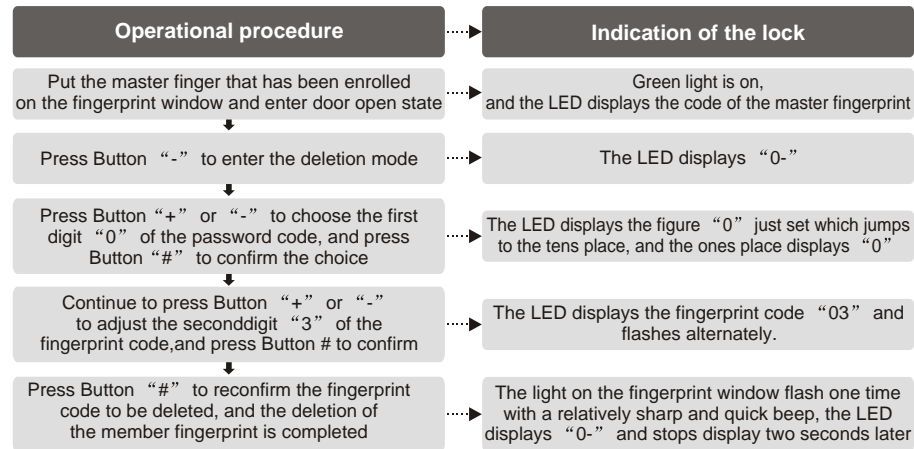 Operational procedure
Indication of the lock
Put the master finger that has been enrolled
on the fingerprint window and enter door open state
Green light is on,
and the LED displays the code of the master fingerprint
Press Button “-” to enter the deletion mode
The LED displays “0-”
Press Button “+” or “-” to choose the first
digit “0” of the password code, and press
Button “#” to confirm the choice
The LED displays the figure “0” just set which jumps
to the tens place, and the ones place displays “0”
Continue to press Button “+” or “-”
to adjust the seconddigit “3” of the
fingerprint code,and press Button # to confirm
The LED displays the fingerprint code “03” and
flashes alternately.
Press Button “#” to reconfirm the fingerprint
code to be deleted, and the deletion of
the member fingerprint is completed
The light on the fingerprint window flash one time
with a relatively sharp and quick beep, the LED
displays “0-” and stops display two seconds later